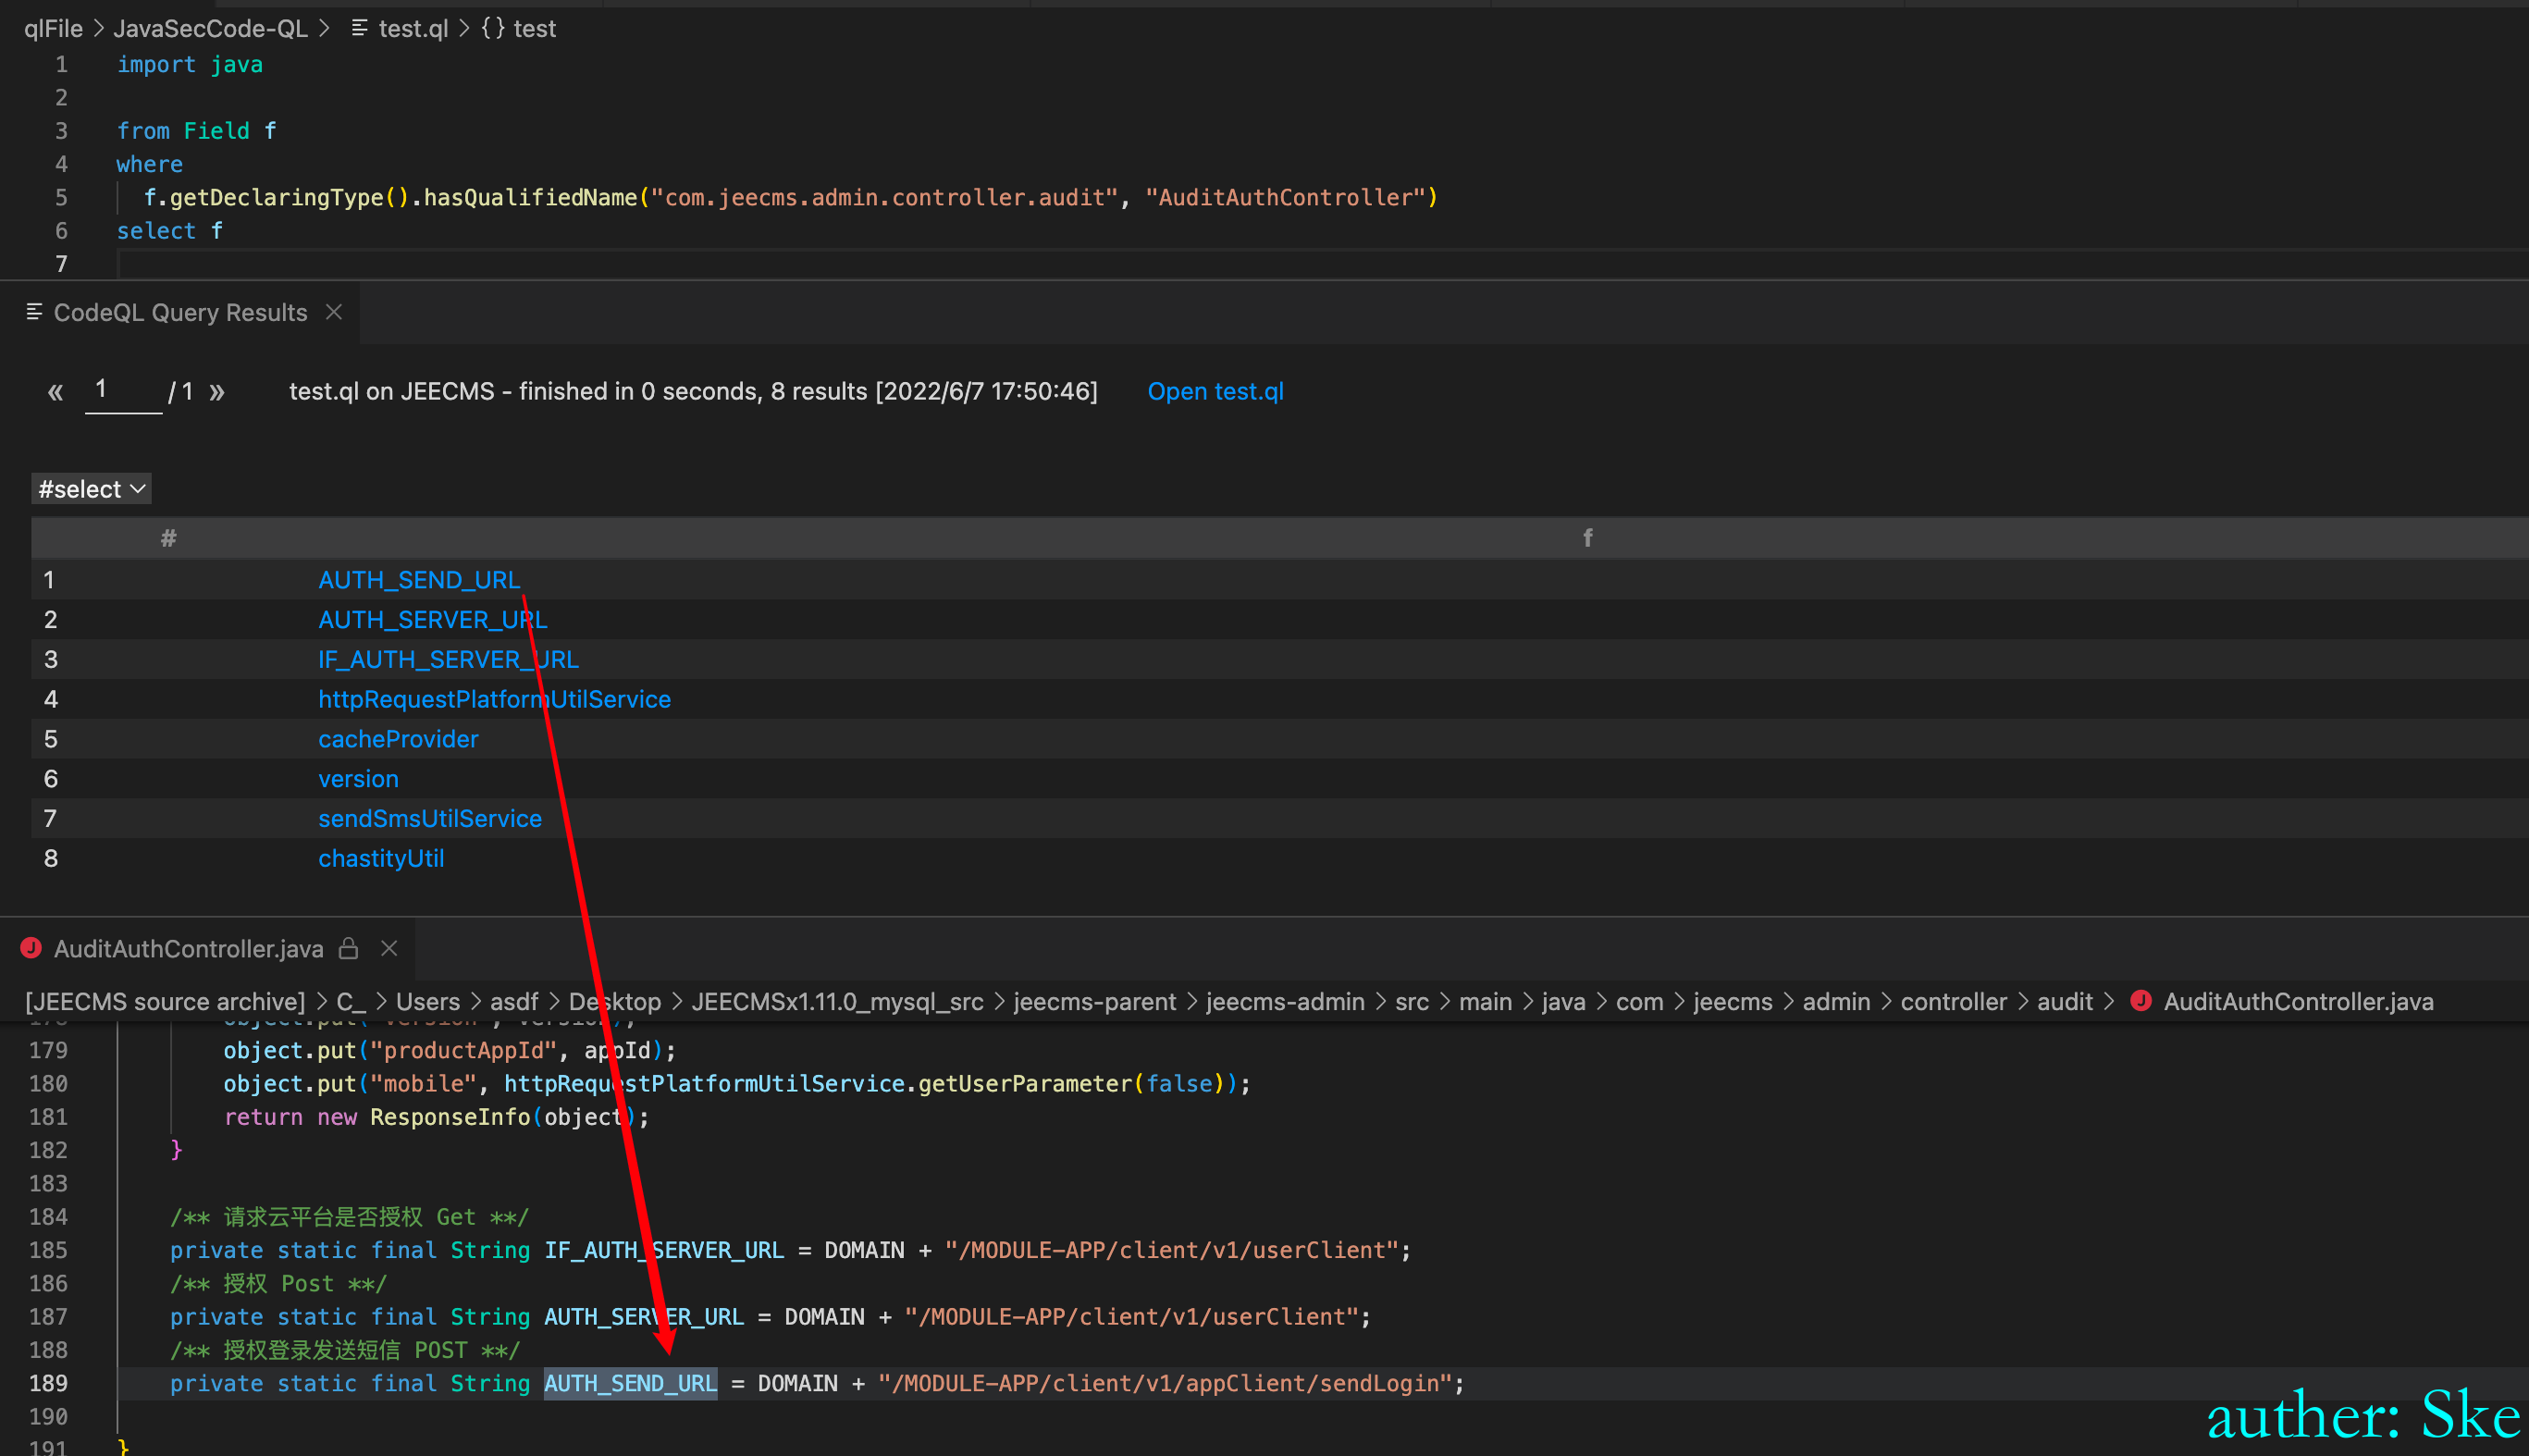 qlFile > JavaSecCode-QL > test.ql > {} test
1 import java
2
3 from Field f
4 where
5 f.getDeclaringType().hasQualifiedName("com.jeecms.admin.controller.audit", "AuditAuthController")
6 select f
7
CodeQL Query Results
« 1 / 1 » test.ql on JEECMS - finished in 0 seconds, 8 results [2022/6/7 17:50:46] Open test.ql
#select
# f
1 AUTH_SEND_URL
2 AUTH_SERVER_URL
3 IF_AUTH_SERVER_URL
4 httpRequestPlatformUtilService
5 cacheProvider
6 version
7 sendSmsUtilService
8 chastityUtil
AuditAuthController.java
[JEECMS source archive] > C_ > Users > asdf > Desktop > JEECMSx1.11.0_mysql_src > jeecms-parent > jeecms-admin > src > main > java > com > jeecms > admin > controller > audit > AuditAuthController.java
178 object.put("version", version);
179 object.put("productAppId", appId);
180 object.put("mobile", httpRequestPlatformUtilService.getUserParameter(false));
181 return new ResponseInfo(object);
182 }
183
184 /** 请求云平台是否授权 Get **/
185 private static final String IF_AUTH_SERVER_URL = DOMAIN + "/MODULE-APP/client/v1/userClient";
186 /** 授权 Post **/
187 private static final String AUTH_SERVER_URL = DOMAIN + "/MODULE-APP/client/v1/userClient";
188 /** 授权登录发送短信 POST **/
189 private static final String AUTH_SEND_URL = DOMAIN + "/MODULE-APP/client/v1/appClient/sendLogin";
190
191 }
auther: Ske